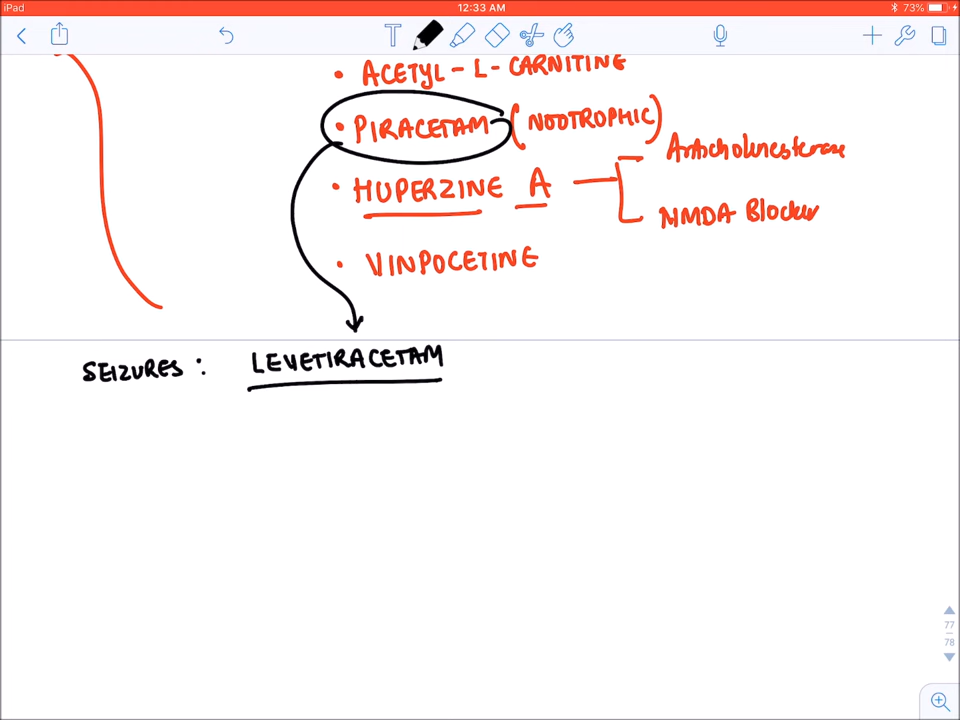 iPad
12:33 AM
73%
T
• ACETYL - L - CARNITINE
• PIRACETAM (NOOTROPHIC)
• HUPERZINE A
Anticholinesterase
NMDA Blocker
• VINPOCETINE
SEIZURES : LEVETIRACETAM
77
78